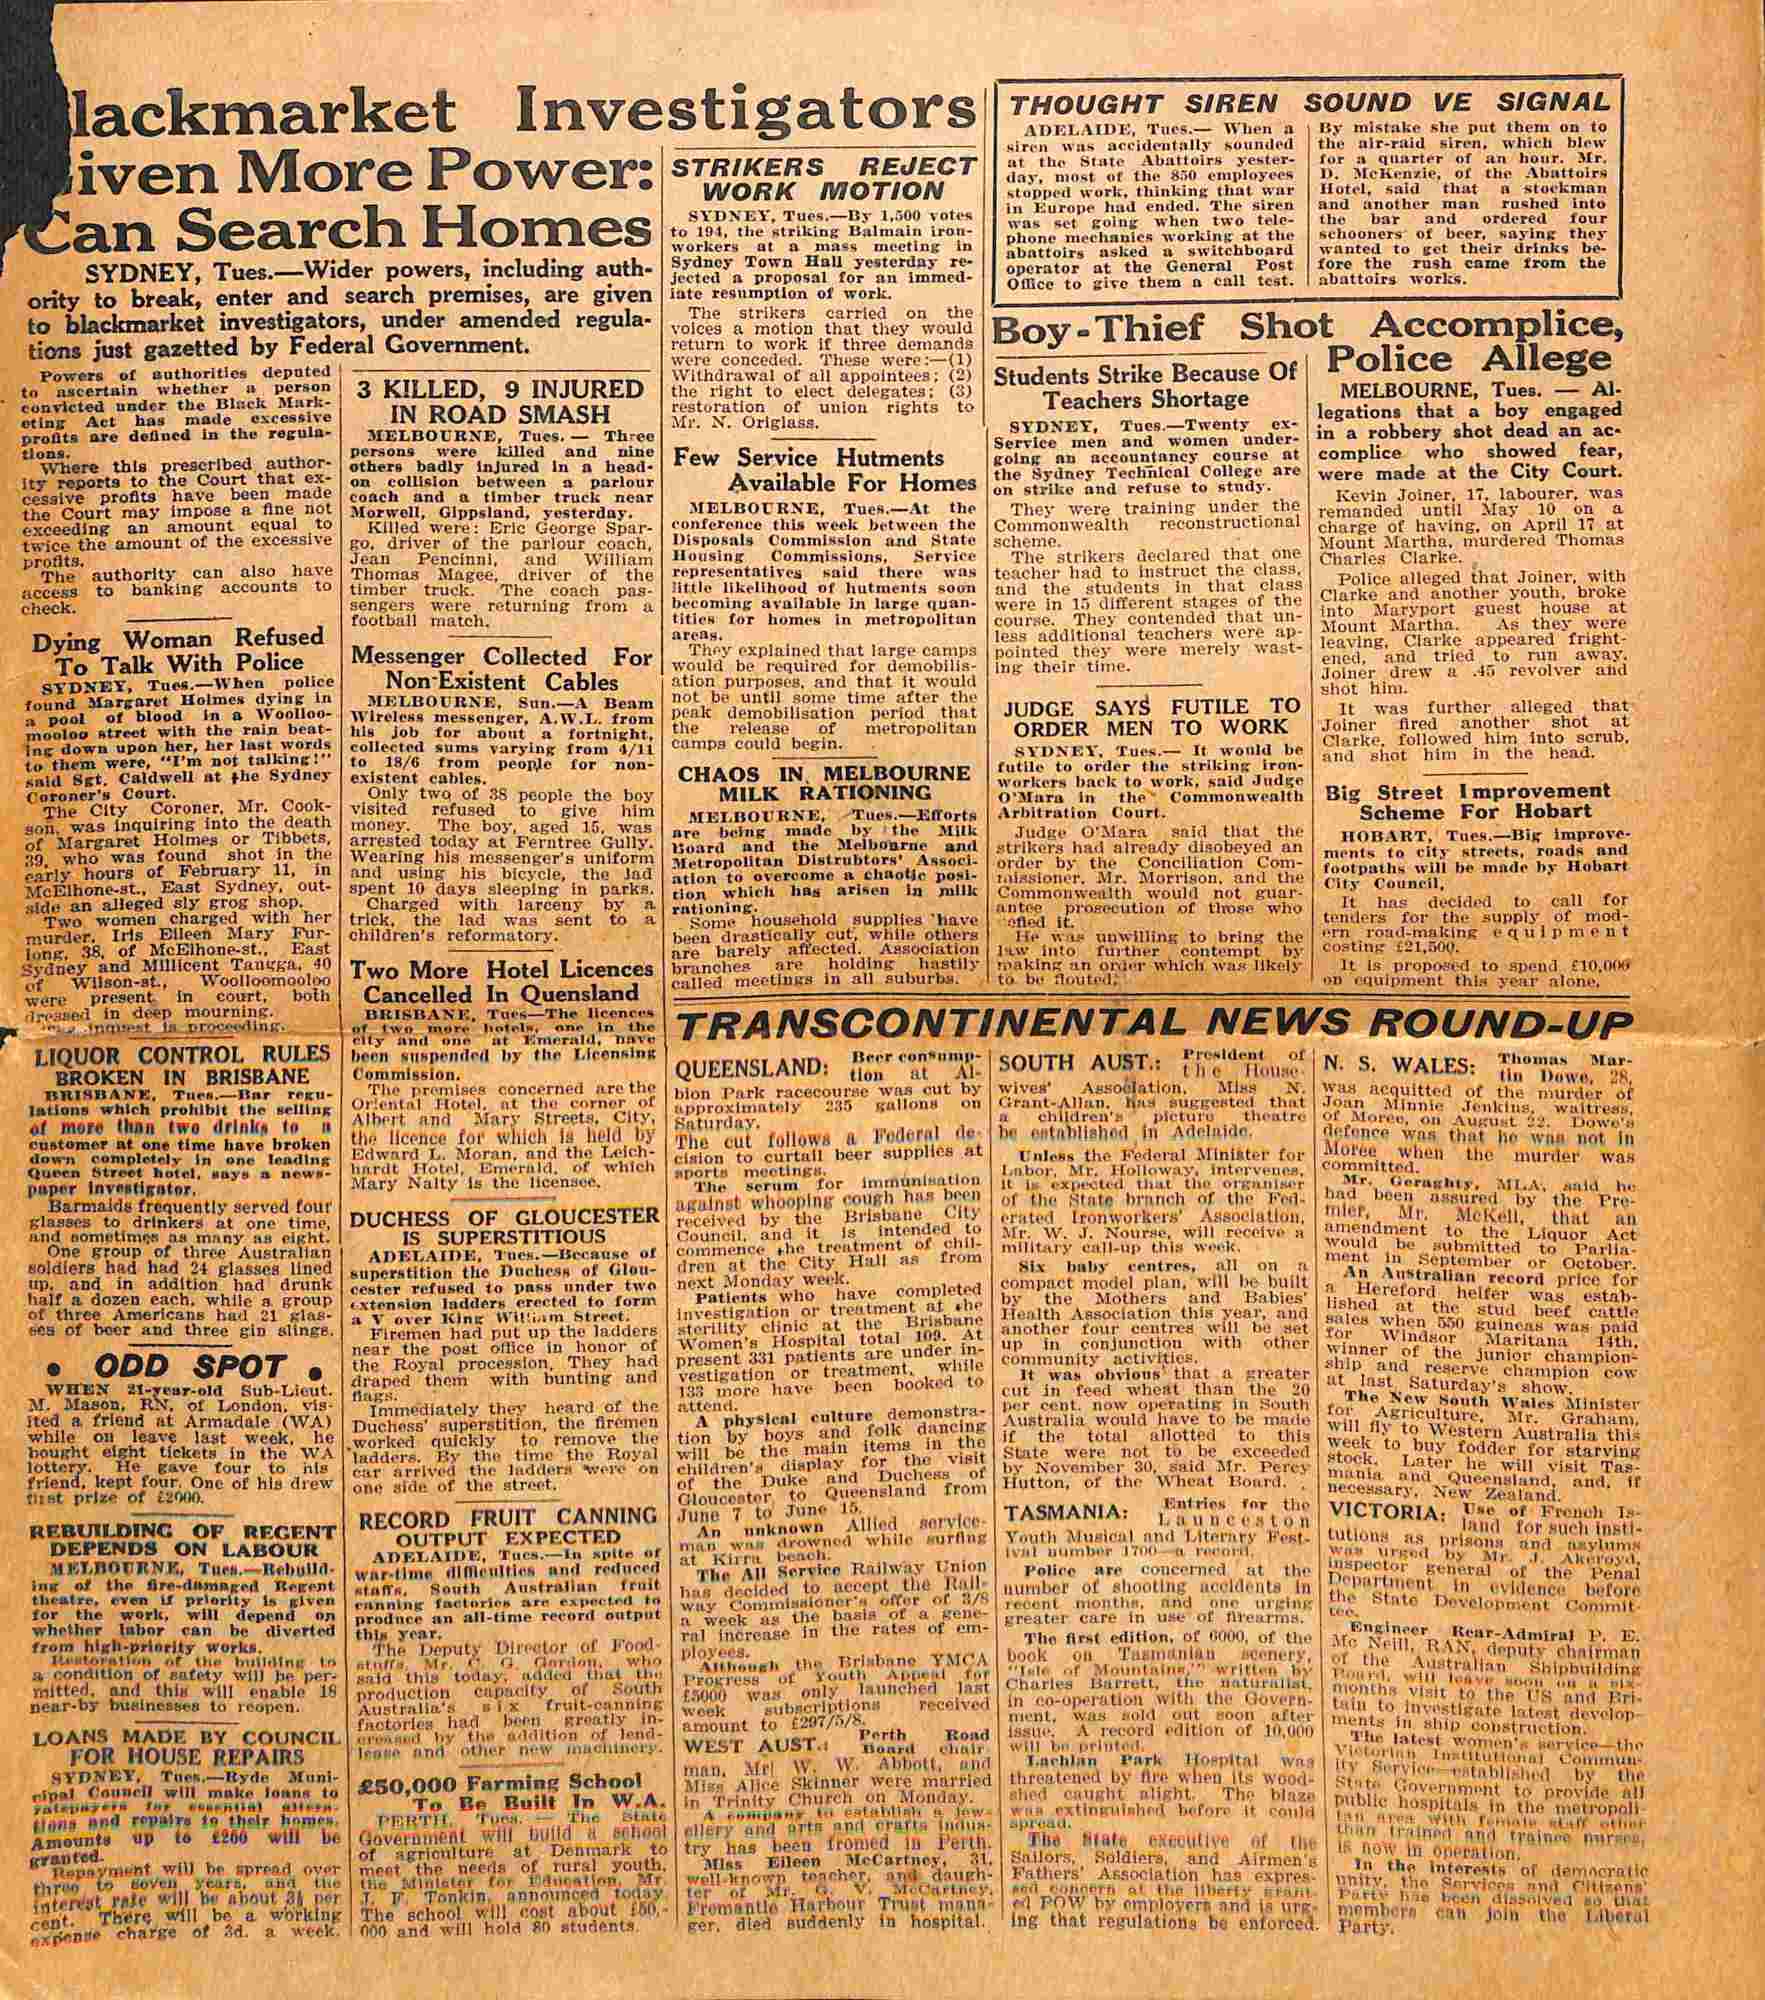 lackmarket Investigators
iven More Power:
Can Search Homes
SYDNEY, Tues.—Wider powers, including auth-
ority to break, enter and search premises, are given
to blackmarket investigators, under amended regula-
tions just gazetted by Federal Government.
Powers of authorities deputed
to ascertain whether a person
convicted under the Black Mark-
eting Act has made excessive
profits are defined in the regula-
tions.
Where this prescribed author-
ity reports to the Court that ex-
cessive profits have been made
the Court may impose a fine not
exceeding an amount equal to
twice the amount of the excessive
profits.
The authority can also have
access to banking accounts to
check.
Dying Woman Refused
To Talk With Police
SYDNEY, Tues.—When police
found Margaret Holmes dying in
a pool of blood in a Woolloo-
mooloo street with the rain beat-
ing down upon her, her last words
to them were, "I'm not talking!"
said Sgt. Caldwell at the Sydney
Coroner's Court.
The City Coroner, Mr. Cook-
son, was inquiring into the death
of Margaret Holmes or Tibbets,
39, who was found shot in the
early hours of February 11, in
McElhone-st., East Sydney, out-
side an alleged sly grog shop.
Two women charged with her
murder, Iris Eileen Mary Fur-
long, 38, of McElhone-st., East
Sydney and Millicent Tangga, 40
of Wilson-st., Woolloomooloo
were present in court, both
dressed in deep mourning.
inquest is proceeding.
LIQUOR CONTROL RULES
BROKEN IN BRISBANE
BRISBANE, Tues.—Bar regu-
lations which prohibit the selling
of more than two drinks to a
customer at one time have broken
down completely in one leading
Queen Street hotel, says a news-
paper investigator.
Barmaids frequently served four
glasses to drinkers at one time,
and sometimes as many as eight.
One group of three Australian
soldiers had had 24 glasses lined
up, and in addition had drunk
half a dozen each, while a group
of three Americans had 21 glas-
ses of beer and three gin slings.
• ODD SPOT •
WHEN 21-year-old Sub-Lieut.
M. Mason, RN, of London, vis-
ited a friend at Armadale (WA)
while on leave last week, he
bought eight tickets in the WA
lottery. He gave four to his
friend, kept four. One of his drew
first prize of £2000.
REBUILDING OF REGENT
DEPENDS ON LABOUR
MELBOURNE, Tues.—Rebuild-
ing of the fire-damaged Regent
theatre, even if priority is given
for the work, will depend on
whether labor can be diverted
from high-priority works.
Restoration of the building to
a condition of safety will be per-
mitted, and this will enable 18
near-by businesses to reopen.
LOANS MADE BY COUNCIL
FOR HOUSE REPAIRS
SYDNEY, Tues.—Ryde Muni-
cipal Council will make loans to
ratepayers for essential altera-
tions and repairs to their homes.
Amounts up to £200 will be
granted.
Repayment will be spread over
three to seven years, and the
interest rate will be about 3½ per
cent. There will be a working
expense charge of 3d. a week.
3 KILLED, 9 INJURED
IN ROAD SMASH
MELBOURNE, Tues. — Three
persons were killed and nine
others badly injured in a head-
on collision between a parlour
coach and a timber truck near
Morwell, Gippsland, yesterday.
Killed were: Eric George Spar-
go, driver of the parlour coach,
Jean Pencinni, and William
Thomas Magee, driver of the
timber truck. The coach pas-
sengers were returning from a
football match.
Messenger Collected For
Non-Existent Cables
MELBOURNE, Sun.—A Beam
Wireless messenger, A.W.L. from
his job for about a fortnight,
collected sums varying from 4/11
to 18/6 from people for non-
existent cables.
Only two of 38 people the boy
visited refused to give him
money. The boy, aged 15, was
arrested today at Ferntree Gully.
Wearing his messenger's uniform
and using his bicycle, the lad
spent 10 days sleeping in parks.
Charged with larceny by a
trick, the lad was sent to a
children's reformatory.
Two More Hotel Licences
Cancelled In Quensland
BRISBANE, Tues—The licences
of two more hotels, one in the
city and one at Emerald, have
been suspended by the Licensing
Commission.
The premises concerned are the
Oriental Hotel, at the corner of
Albert and Mary Streets, City,
the licence for which is held by
Edward L. Moran, and the Leich-
hardt Hotel, Emerald, of which
Mary Nalty is the licensee.
DUCHESS OF GLOUCESTER
IS SUPERSTITIOUS
ADELAIDE, Tues.—Because of
superstition the Duchess of Glou-
cester refused to pass under two
extension ladders erected to form
a V over King William Street.
Firemen had put up the ladders
near the post office in honor of
the Royal procession. They had
draped them with bunting and
flags.
Immediately they heard of the
Duchess' superstition, the firemen
worked quickly to remove the
ladders. By the time the Royal
car arrived the ladders were on
one side of the street.
RECORD FRUIT CANNING
OUTPUT EXPECTED
ADELAIDE, Tues.—In spite of
war-time difficulties and reduced
staffs, South Australian fruit
canning factories are expected to
produce an all-time record output
this year.
The Deputy Director of Food-
stuffs, Mr. C. G. Gordon, who
said this today, added that the
production capacity of South
Australia's six fruit-canning
factories had been greatly in-
creased by the addition of lend-
lease and other new machinery.
£50,000 Farming School
To Be Built In W.A.
PERTH, Tues. — The State
Government will build a school
of agriculture at Denmark to
meet the needs of rural youth,
the Minister for Education, Mr.
J. F. Tonkin, announced today.
The school will cost about £50,-
000 and will hold 80 students.
STRIKERS REJECT
WORK MOTION
SYDNEY, Tues.—By 1,500 votes
to 194, the striking Balmain iron-
workers at a mass meeting in
Sydney Town Hall yesterday re-
jected a proposal for an immed-
iate resumption of work.
The strikers carried on the
voices a motion that they would
return to work if three demands
were conceded. These were:—(1)
Withdrawal of all appointees; (2)
the right to elect delegates; (3)
restoration of union rights to
Mr. N. Origlass.
Few Service Hutments
Available For Homes
MELBOURNE, Tues.—At the
conference this week between the
Disposals Commission and State
Housing Commissions, Service
representatives said there was
little likelihood of hutments soon
becoming available in large quan-
tities for homes in metropolitan
areas.
They explained that large camps
would be required for demobilis-
ation purposes, and that it would
not be until some time after the
peak demobilisation period that
the release of metropolitan
camps could begin.
CHAOS IN MELBOURNE
MILK RATIONING
MELBOURNE, Tues.—Efforts
are being made by the Milk
Board and the Melbourne and
Metropolitan Distrubtors' Associ-
ation to overcome a chaotic posi-
tion which has arisen in milk
rationing.
Some household supplies have
been drastically cut, while others
are barely affected. Association
branches are holding hastily
called meetings in all suburbs.
THOUGHT SIREN SOUND VE SIGNAL
ADELAIDE, Tues.— When a
siren was accidentally sounded
at the State Abattoirs yester-
day, most of the 850 employees
stopped work, thinking that war
in Europe had ended. The siren
was set going when two tele-
phone mechanics working at the
abattoirs asked a switchboard
operator at the General Post
Office to give them a call test.
By mistake she put them on to
the air-raid siren, which blew
for a quarter of an hour. Mr.
D. McKenzie, of the Abattoirs
Hotel, said that a stockman
and another man rushed into
the bar and ordered four
schooners of beer, saying they
wanted to get their drinks be-
fore the rush came from the
abattoirs works.
Boy-Thief Shot Accomplice,
Police Allege
Students Strike Because Of
Teachers Shortage
SYDNEY, Tues.—Twenty ex-
Service men and women under-
going an accountancy course at
the Sydney Technical College are
on strike and refuse to study.
They were training under the
Commonwealth reconstructional
scheme.
The strikers declared that one
teacher had to instruct the class,
and the students in that class
were in 15 different stages of the
course. They contended that un-
less additional teachers were ap-
pointed they were merely wast-
ing their time.
JUDGE SAYS FUTILE TO
ORDER MEN TO WORK
SYDNEY, Tues.— It would be
futile to order the striking iron-
workers back to work, said Judge
O'Mara in the Commonwealth
Arbitration Court.
Judge O'Mara said that the
strikers had already disobeyed an
order by the Conciliation Com-
missioner, Mr. Morrison, and the
Commonwealth would not guar-
antee prosecution of those who
defied it.
He was unwilling to bring the
law into further contempt by
making an order which was likely
to be flouted.
MELBOURNE, Tues. — Al-
legations that a boy engaged
in a robbery shot dead an ac-
complice who showed fear,
were made at the City Court.
Kevin Joiner, 17, labourer, was
remanded until May 10 on a
charge of having, on April 17 at
Mount Martha, murdered Thomas
Charles Clarke.
Police alleged that Joiner, with
Clarke and another youth, broke
into Maryport guest house at
Mount Martha. As they were
leaving, Clarke appeared fright-
ened, and tried to run away.
Joiner drew a .45 revolver and
shot him.
It was further alleged that
Joiner fired another shot at
Clarke, followed him into scrub,
and shot him in the head.
Big Street Improvement
Scheme For Hobart
HOBART, Tues.—Big improve-
ments to city streets, roads and
footpaths will be made by Hobart
City Council.
It has decided to call for
tenders for the supply of mod-
ern road-making equipment
costing £21,500.
It is proposed to spend £10,000
on equipment this year alone.
TRANSCONTINENTAL NEWS ROUND-UP
QUEENSLAND: Beer consump-
tion at Al-
bion Park racecourse was cut by
approximately 235 gallons on
Saturday.
The cut follows a Federal de-
cision to curtail beer supplies at
sports meetings.
The serum for immunisation
against whooping cough has been
received by the Brisbane City
Council, and it is intended to
commence the treatment of chil-
dren at the City Hall as from
next Monday week.
Patients who have completed
investigation or treatment at the
sterility clinic at the Brisbane
Women's Hospital total 109. At
present 331 patients are under in-
vestigation or treatment, while
133 more have been booked to
attend.
A physical culture demonstra-
tion by boys and folk dancing
will be the main items in the
children's display for the visit
of the Duke and Duchess of
Gloucester to Queensland from
June 7 to June 15.
An unknown Allied service-
man was drowned while surfing
at Kirra beach.
The All Service Railway Union
has decided to accept the Rail-
way Commissioner's offer of 3/8
a week as the basis of a gene-
ral increase in the rates of em-
ployees.
Although the Brisbane YMCA
Progress of Youth Appeal for
£5000 was only launched last
week subscriptions received
amount to £297/5/8.
WEST AUST.: Perth Road
Board chair-
man, Mr W. W. Abbott, and
Miss Alice Skinner were married
in Trinity Church on Monday.
A company to establish a jew-
ellery and arts and crafts indus-
try has been fromed in Perth.
Miss Eileen McCartney, 31,
well-known teacher, and daugh-
ter of Mr. G. V. McCartney,
Fremantle Harbour Trust mana-
ger, died suddenly in hospital.
SOUTH AUST.: President of
the House-
wives' Association, Miss N.
Grant-Allan, has suggested that
a children's picture theatre
be established in Adelaide.
Unless the Federal Minister for
Labor, Mr. Holloway, intervenes,
it is expected that the organiser
of the State branch of the Fed-
erated Ironworkers' Association,
Mr. W. J. Nourse, will receive a
military call-up this week.
Six baby centres, all on a
compact model plan, will be built
by the Mothers and Babies'
Health Association this year, and
another four centres will be set
up in conjunction with other
community activities.
It was obvious that a greater
cut in feed wheat than the 20
per cent. now operating in South
Australia would have to be made
if the total allotted to this
State were not to be exceeded
by November 30, said Mr. Percy
Hutton, of the Wheat Board.
TASMANIA: Entries for the
Launceston
Youth Musical and Literary Fest-
ival number 1700—a record.
Police are concerned at the
number of shooting accidents in
recent months, and one urging
greater care in use of firearms.
The first edition, of 6000, of the
book on Tasmanian scenery,
"Isle of Mountains," written by
Charles Barrett, the naturalist,
in co-operation with the Govern-
ment, was sold out soon after
issue. A record edition of 10,000
will be printed.
Lachlan Park Hospital was
threatened by fire when its wood-
shed caught alight. The blaze
was extinguished before it could
spread.
The State executive of the
Sailors, Soldiers, and Airmen's
Fathers' Association has expres-
sed concern at the liberty grant-
ed POW by employers and is urg-
ing that regulations be enforced.
N. S. WALES: Thomas Mar-
tin Dowe, 28,
was acquitted of the murder of
Joan Minnie Jenkins, waitress,
of Moree, on August 22. Dowe's
defence was that he was not in
Moree when the murder was
committed.
Mr. Geraghty, MLA, said he
had been assured by the Pre-
mier, Mr. McKell, that an
amendment to the Liquor Act
would be submitted to Parlia-
ment in September or October.
An Australian record price for
a Hereford heifer was estab-
lished at the stud beef cattle
sales when 550 guineas was paid
for Windsor Maritana 14th,
winner of the junior champion-
ship and reserve champion cow
at last Saturday's show.
The New South Wales Minister
for Agriculture, Mr. Graham,
will fly to Western Australia this
week to buy fodder for starving
stock. Later he will visit Tas-
mania and Queensland, and, if
necessary, New Zealand.
VICTORIA: Use of French Is-
land for such insti-
tutions as prisons and asylums
was urged by Mr. J. Akeroyd,
inspector general of the Penal
Department in evidence before
the State Development Commit-
tee.
Engineer Rear-Admiral P. E.
Mc Neill, RAN, deputy chairman
of the Australian Shipbuilding
Board, will leave soon on a six-
months visit to the US and Bri-
tain to investigate latest develop-
ments in ship construction.
The latest women's service—the
Victorian Institutional Commun-
ity Service—established by the
State Government to provide all
public hospitals in the metropoli-
tan area with female staff other
than trained and trainee nurses,
is now in operation.
In the interests of democratic
unity, the Services and Citizens'
Party has been dissolved so that
members can join the Liberal
Party.